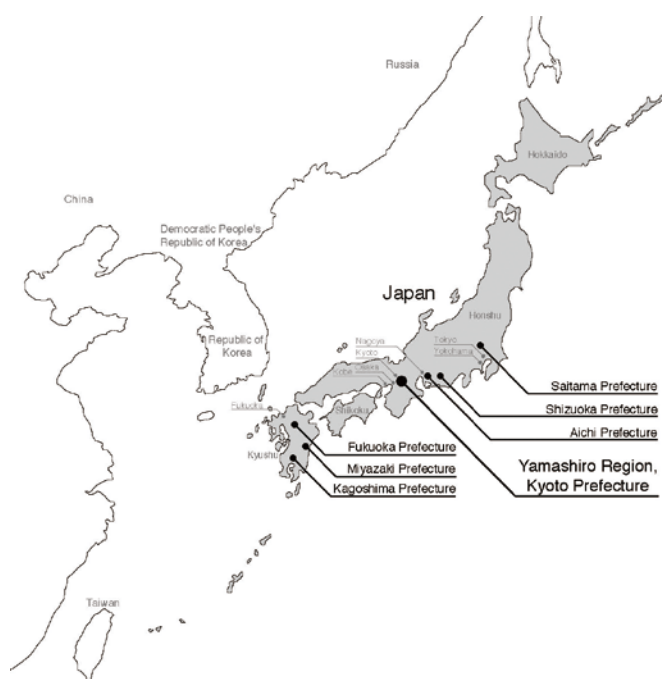 Russia
Hokkaido
China
Democratic People's
Republic of Korea
Japan
Honshu
Republic of
Korea
Nagoya
Kyoto
Osaka
Kobe
Tokyo
Yokohama
Saitama Prefecture
Shizuoka Prefecture
Aichi Prefecture
Yamashiro Region,
Kyoto Prefecture
Shikoku
Fukuoka
Kyushu
Fukuoka Prefecture
Miyazaki Prefecture
Kagoshima Prefecture
Taiwan